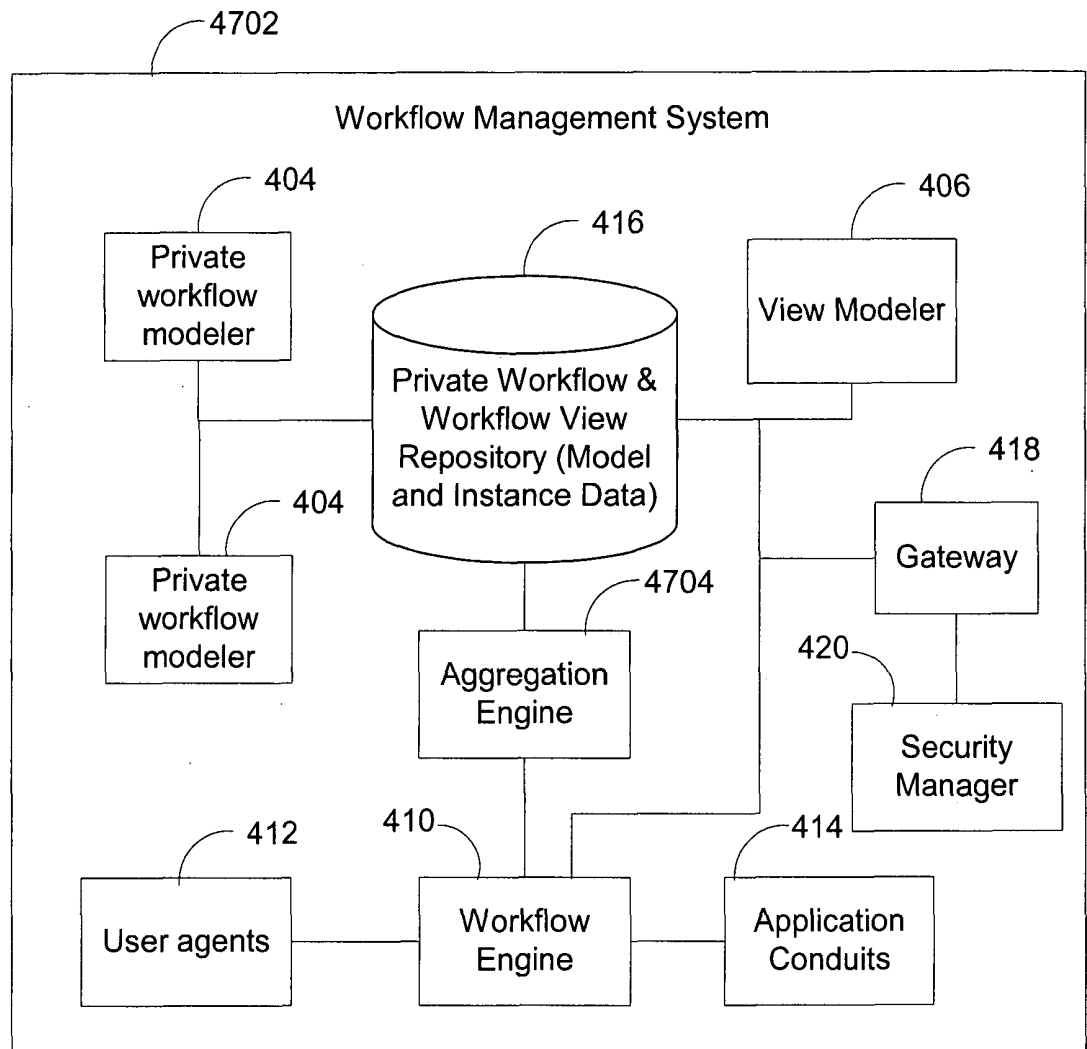 4702
Workflow Management System
404
406
416
Private
workflow
modeler
View Modeler
Private Workflow &
Workflow View
Repository (Model
and Instance Data)
418
404
Gateway
Private
workflow
modeler
4704
420
Aggregation
Engine
Security
Manager
412
410
414
User agents
Workflow
Engine
Application
Conduits